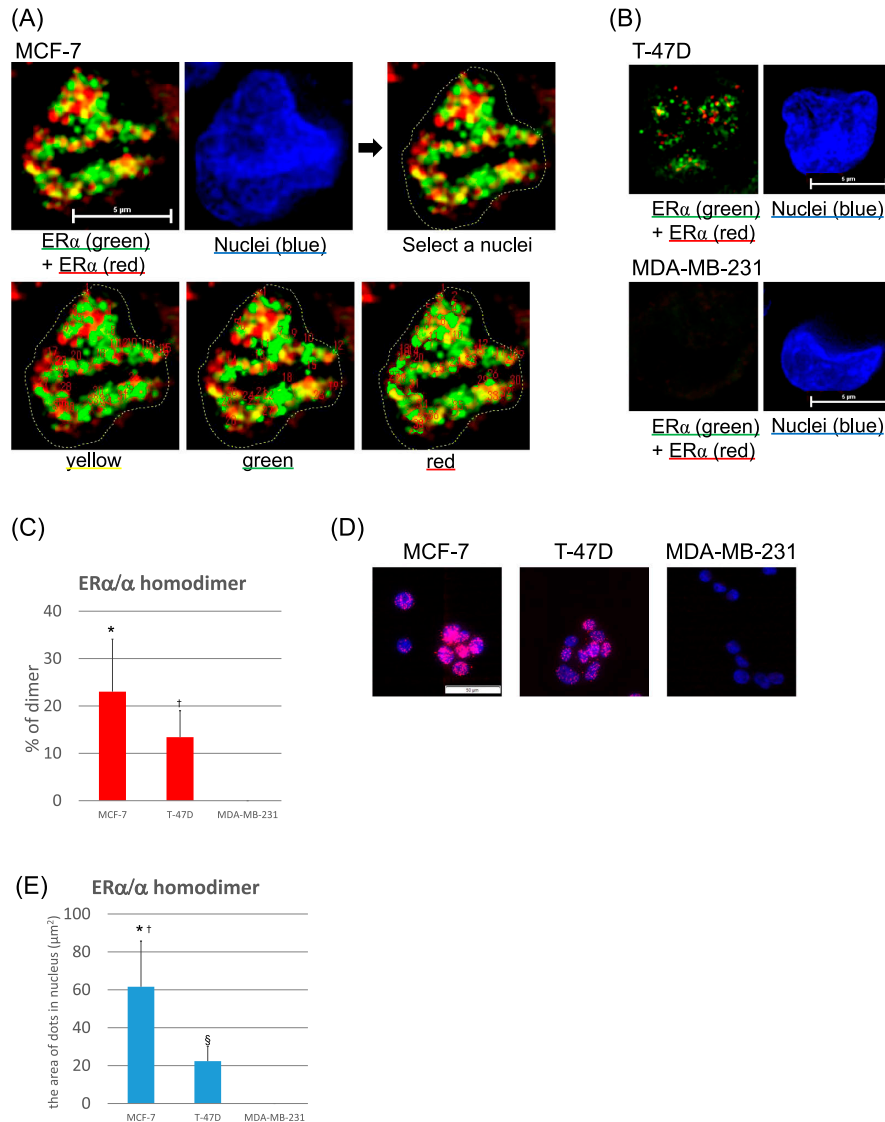 (A)
MCF-7
5 μm
ERα (green)
+ ERα (red)
Nuclei (blue)
Select a nuclei
yellow
green
red
(B)
T-47D
5 μm
ERα (green)
+ ERα (red)
Nuclei (blue)
MDA-MB-231
5 μm
ERα (green)
+ ERα (red)
Nuclei (blue)
(C)
ERα/α homodimer
% of dimer
40
30
20
10
0
*
†
MCF-7
T-47D
MDA-MB-231
(D)
MCF-7
T-47D
MDA-MB-231
50 μm
(E)
ERα/α homodimer
the area of dots in nucleus (μm²)
100
80
60
40
20
0
* †
§
MCF-7
T-47D
MDA-MB-231